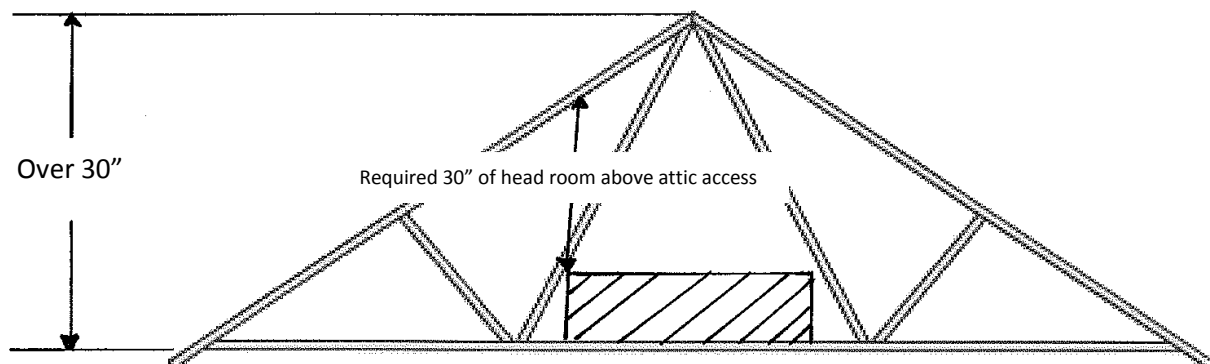 Over 30”
Required 30” of head room above attic access